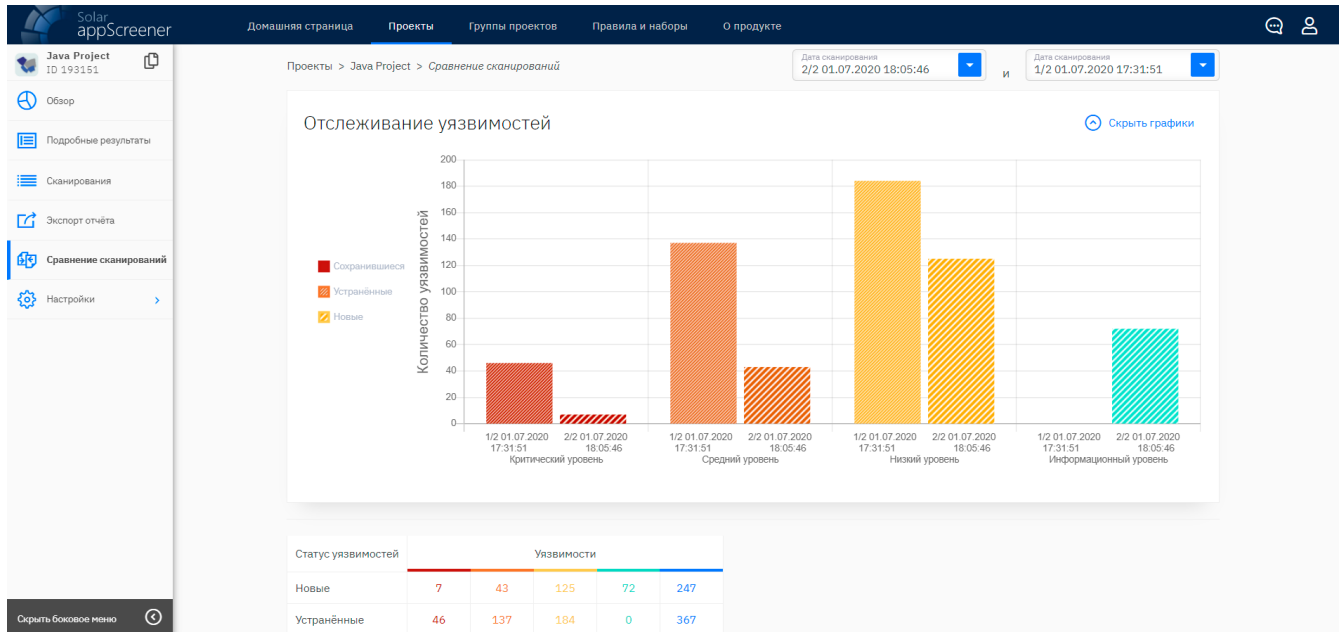 Solar
appScreener
Домашняя страница Проекты Группы проектов Правила и наборы О продукте
Java Project
ID 193151
Обзор
Подробные результаты
Сканирования
Экспорт отчёта
Сравнение сканирований
Настройки
Скрыть боковое меню
Проекты > Java Project > Сравнение сканирований
Дата сканирования
2/2 01.07.2020 18:05:46
и
Дата сканирования
1/2 01.07.2020 17:31:51
Отслеживание уязвимостей
Скрыть графики
Сохранившиеся
Устранённые
Новые
Количество уязвимостей
200
180
160
140
120
100
80
60
40
20
0
1/2 01.07.2020 2/2 01.07.2020 1/2 01.07.2020 2/2 01.07.2020 1/2 01.07.2020 2/2 01.07.2020 1/2 01.07.2020 2/2 01.07.2020
17:31:51 18:05:46 17:31:51 18:05:46 17:31:51 18:05:46 17:31:51 18:05:46
Критический уровень Средний уровень Низкий уровень Информационный уровень
Статус уязвимостей Уязвимости
Новые 7 43 125 72 247
Устранённые 46 137 184 0 367